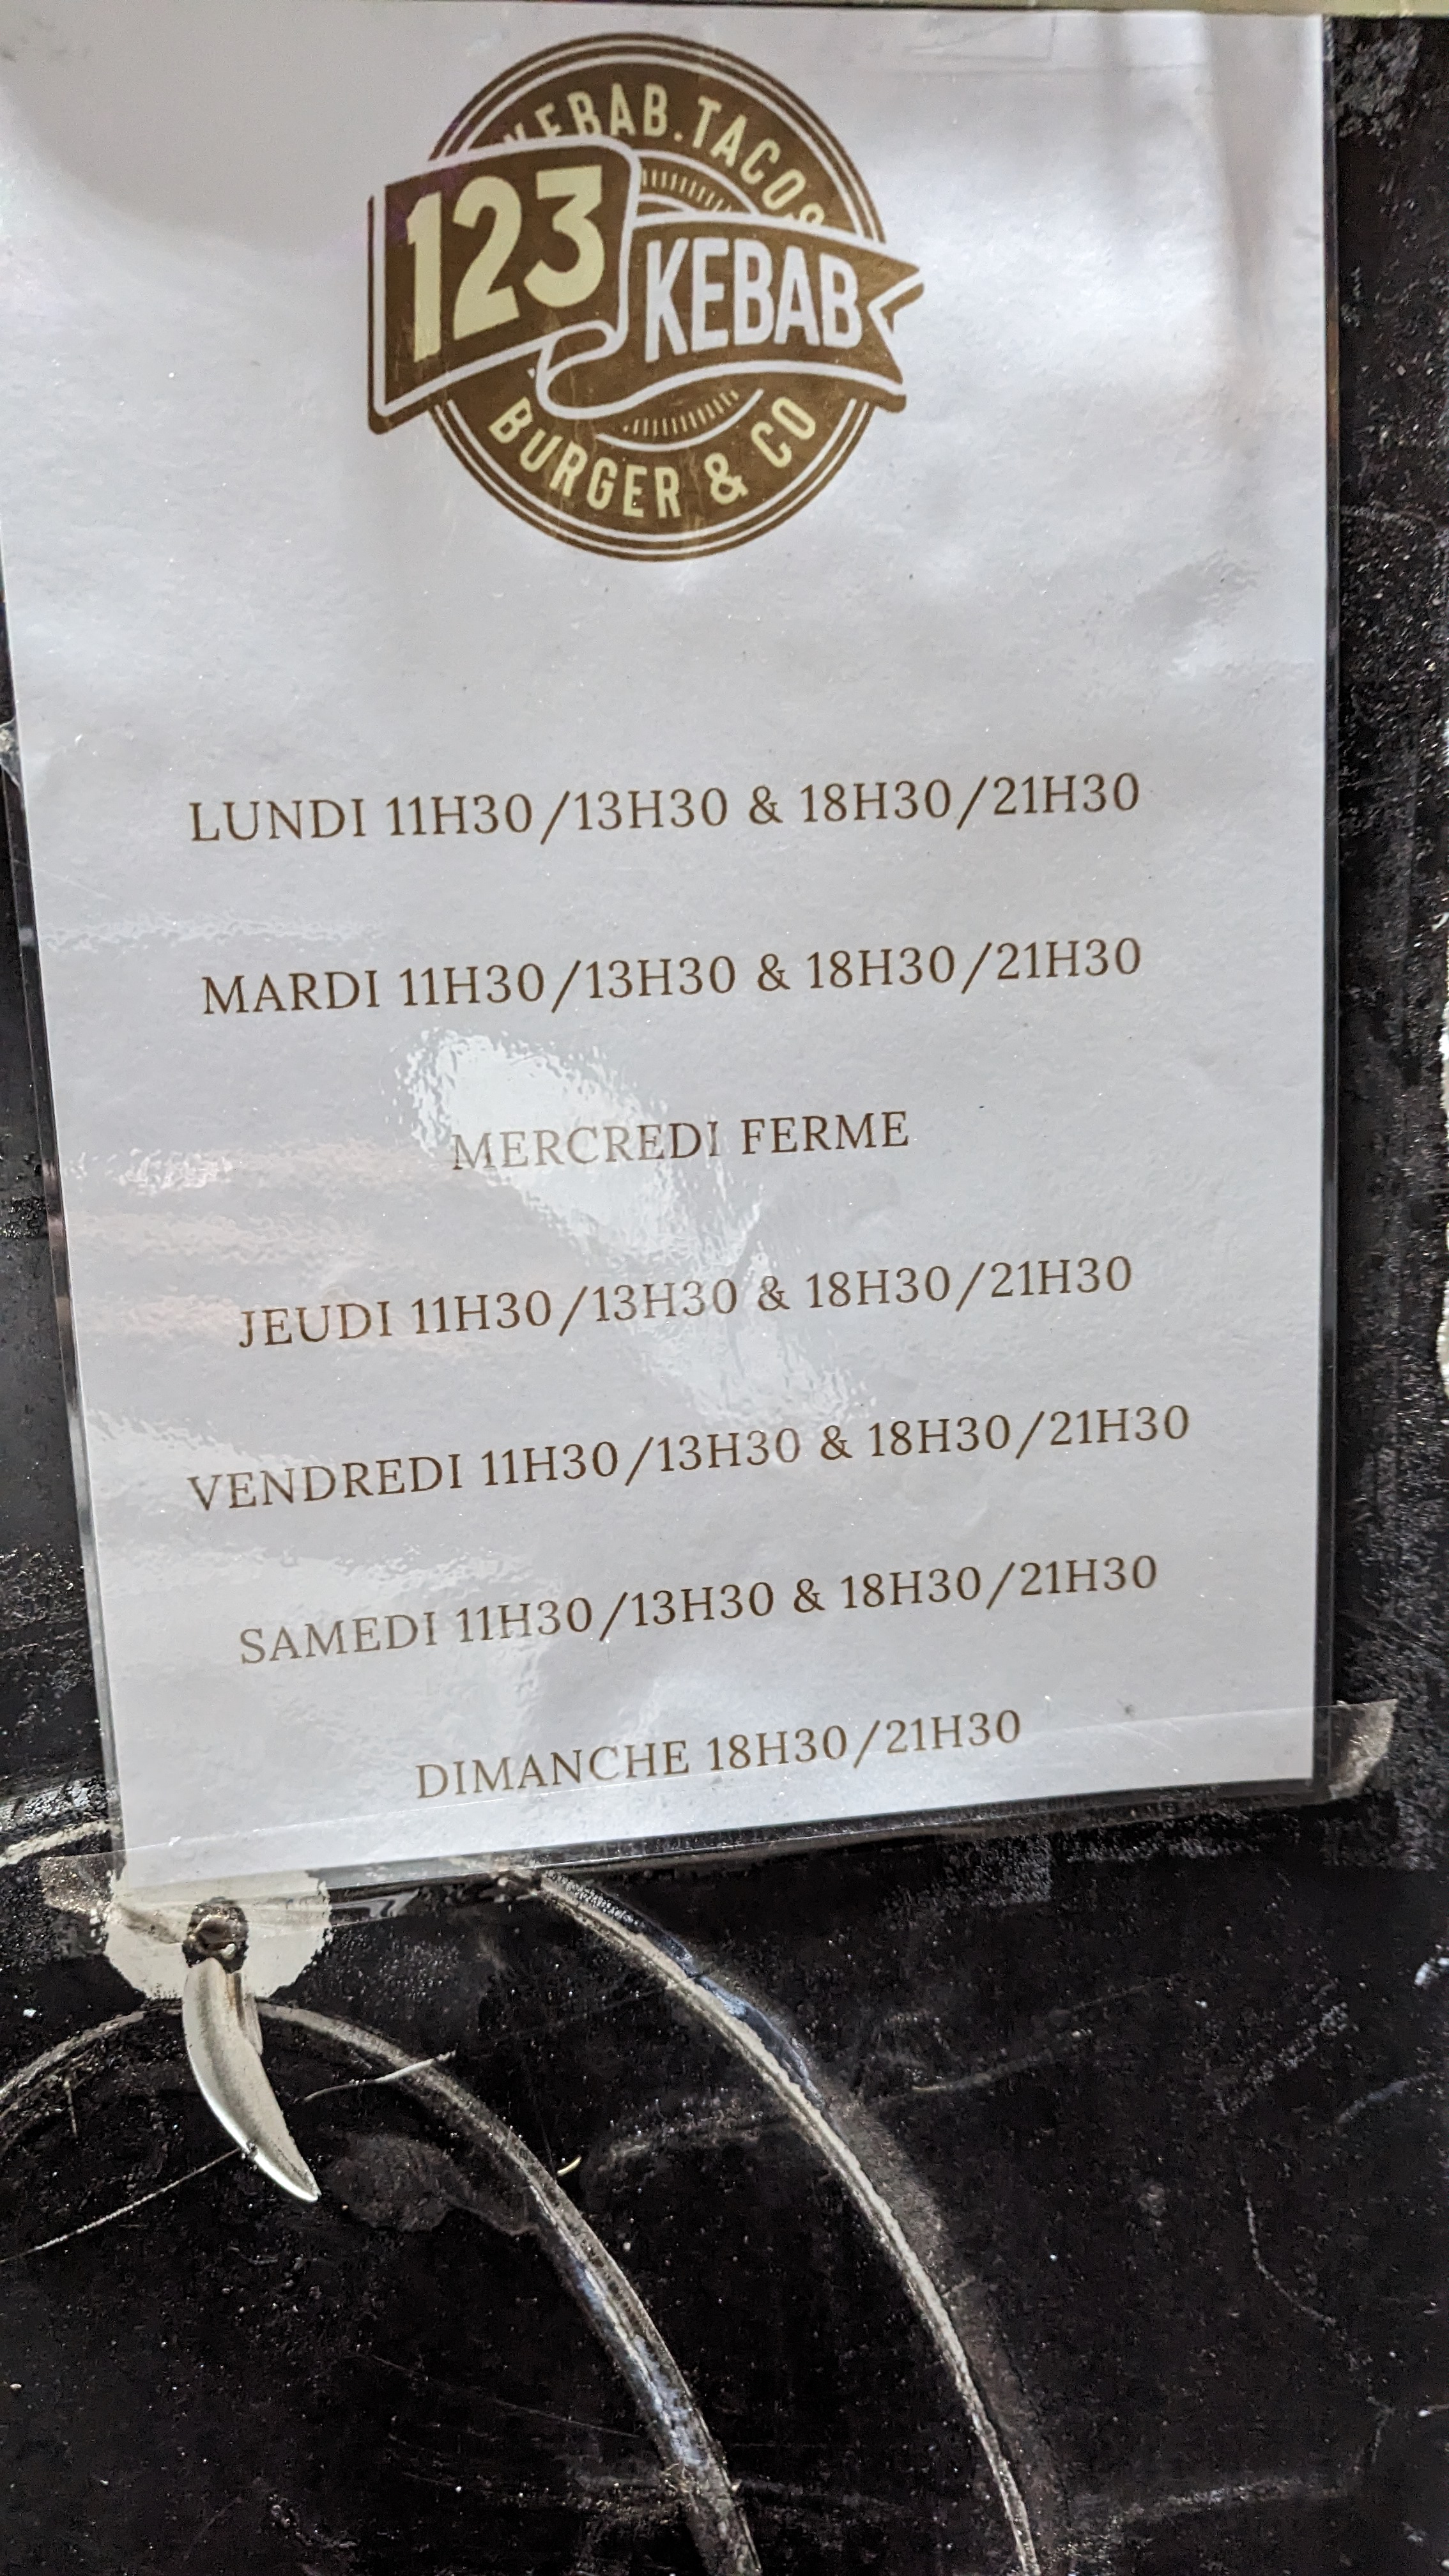 KEBAB.TACOS
123 KEBAB
BURGER & CO
LUNDI 11H30/13H30 & 18H30/21H30
MARDI 11H30/13H30 & 18H30/21H30
MERCREDI FERME
JEUDI 11H30/13H30 & 18H30/21H30
VENDREDI 11H30/13H30 & 18H30/21H30
SAMEDI 11H30/13H30 & 18H30/21H30
DIMANCHE 18H30/21H30